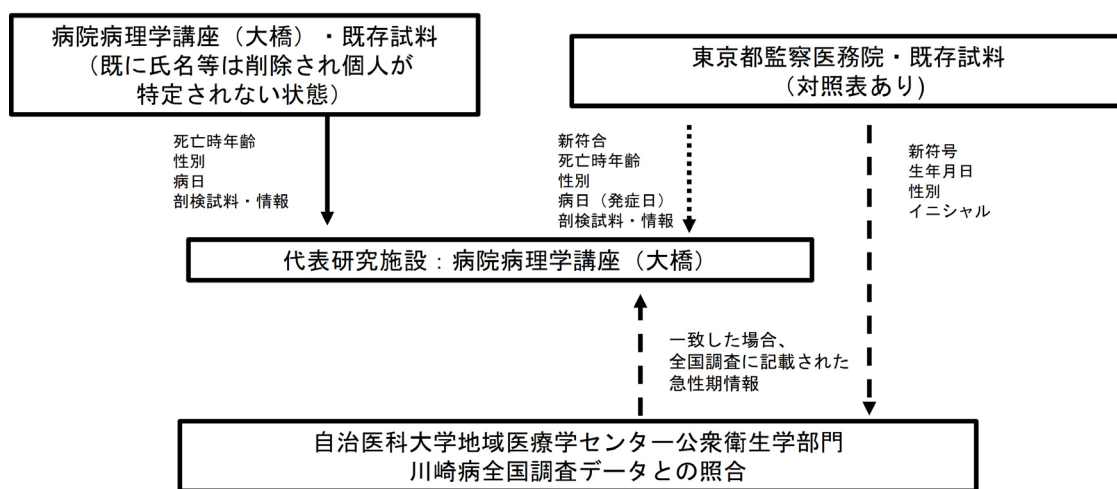 病院病理学講座（大橋）・既存試料
（既に氏名等は削除され個人が
特定されない状態）
東京都監察医務院・既存試料
（対照表あり）
死亡時年齢
性別
病日
剖検試料・情報
新符合
死亡時年齢
性別
病日（発症日）
剖検試料・情報
新符号
生年月日
性別
イニシャル
代表研究施設：病院病理学講座（大橋）
一致した場合、
全国調査に記載された
急性期情報
自治医科大学地域医療学センター公衆衛生学部門
川崎病全国調査データとの照合